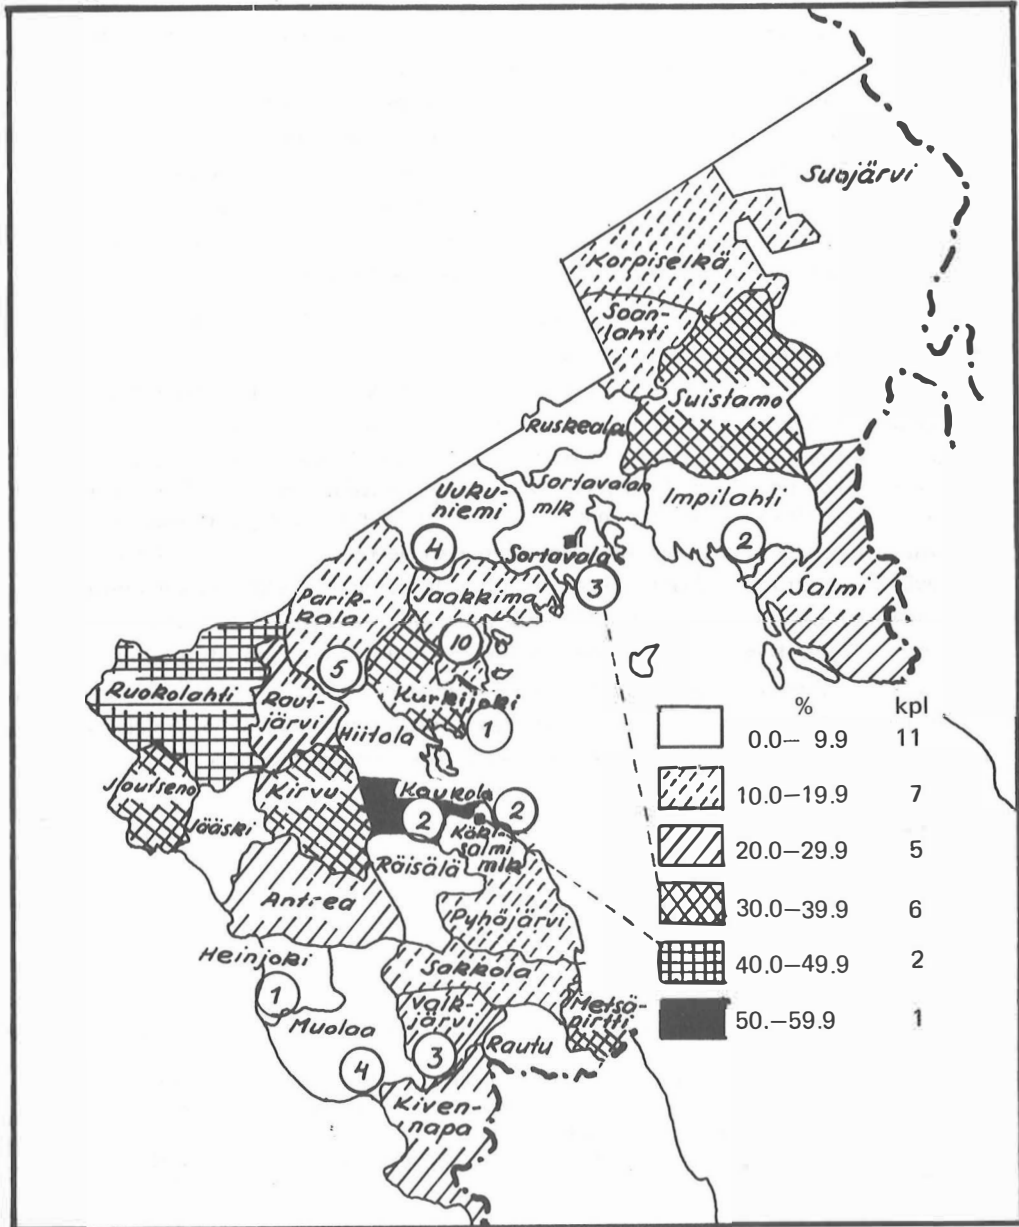 Suojärvi
Korpiselkä
Soan-
lahti
Suistamo
Ruskeala
Sortavalan
mlk
Uuku-
niemi
Impilahti
4
2
Sortavala
3
Salmi
Jaakkima
Parik-
kala
10
5
Ruokolahti
Raut-
järvi
Kurkijoki
1
Hiitola
Joutseno
Kirvu
Jääski
Kaukola
2
2
Käki-
salmi
mlk
Räisälä
Antrea
Pyhäjärvi
Heinjoki
Sakkola
1
Valk-
järvi
Metsä-
pirtti
Muolaa
Rautu
3
4
Kiven-
napa
% kpl
0.0— 9.9 11
10.0—19.9 7
20.0—29.9 5
30.0—39.9 6
40.0—49.9 2
50.—59.9 1